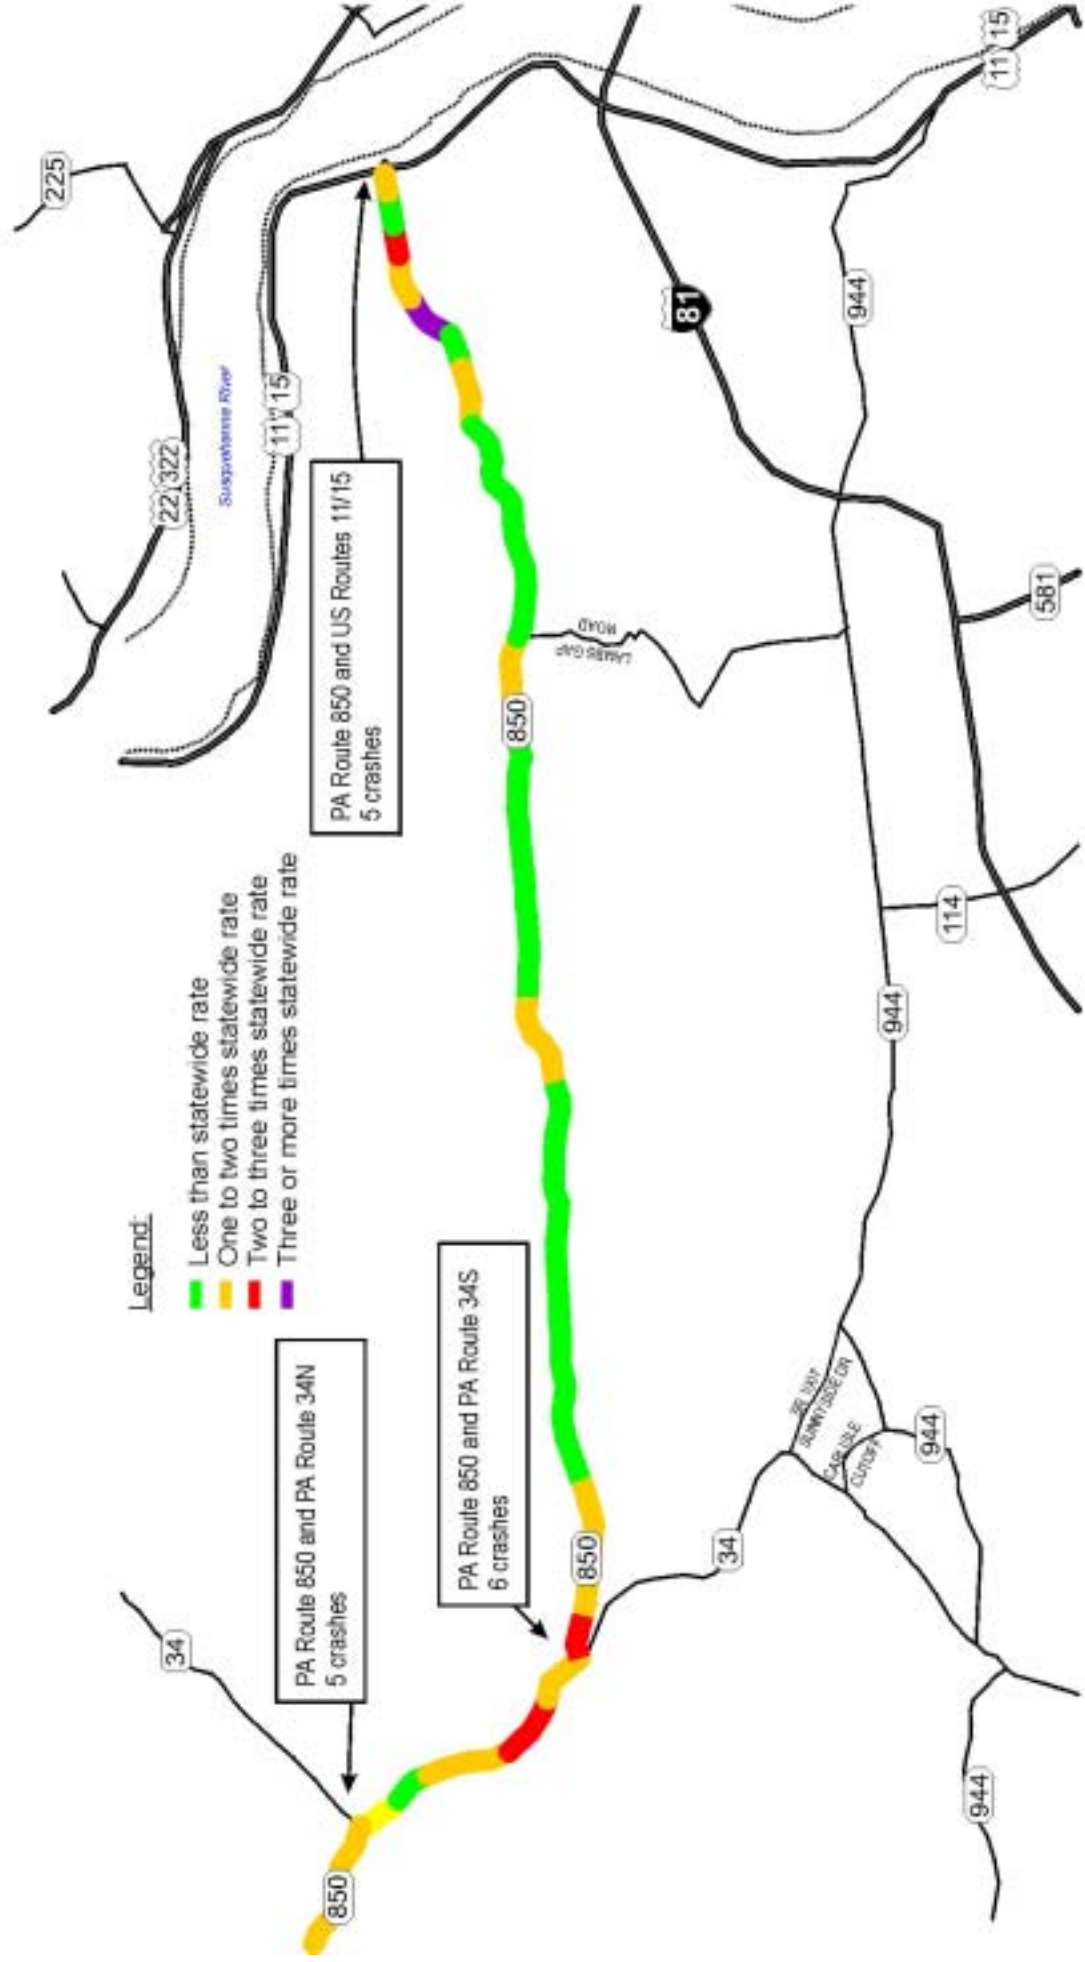 Legend:
Less than statewide rate
One to two times statewide rate
Two to three times statewide rate
Three or more times statewide rate
PA Route 850 and PA Route 34N
5 crashes
PA Route 850 and PA Route 34S
6 crashes
PA Route 850 and US Routes 11/15
5 crashes
Susquehanna River
225
22
322
11
15
11
15
81
944
581
LAMBS GAP
ROAD
850
114
944
SR 1007
SUNNYSIDE DR
CARLISLE
CUTOFF
944
34
850
34
850
944